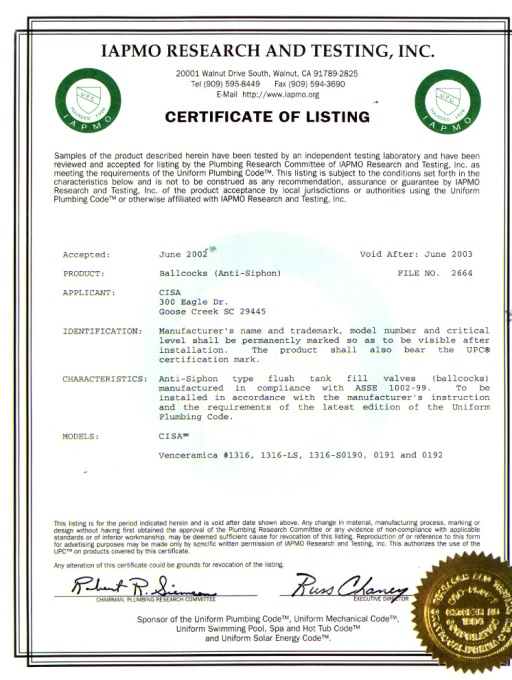 IAPMO RESEARCH AND TESTING, INC.
20001 Walnut Drive South, Walnut, CA 91789-2825
Tel (909) 595-8449 Fax (909) 594-3690
E-Mail http://www.iapmo.org
CERTIFICATE OF LISTING
UPC
IAPMO
UPC
IAPMO
Samples of the product described herein have been tested by an independent testing laboratory and have been
reviewed and accepted for listing by the Plumbing Research Committee of IAPMO Research and Testing, Inc. as
meeting the requirements of the Uniform Plumbing Code™. This listing is subject to the conditions set forth in the
characteristics below and is not to be construed as any recommendation, assurance or guarantee by IAPMO
Research and Testing, Inc. of the product acceptance by local jurisdictions or authorities using the Uniform
Plumbing Code™ or otherwise affiliated with IAPMO Research and Testing, Inc.
Accepted: June 2002 Void After: June 2003
PRODUCT: Ballcocks (Anti-Siphon) FILE NO. 2664
APPLICANT: CISA
300 Eagle Dr.
Goose Creek SC 29445
IDENTIFICATION: Manufacturer's name and trademark, model number and critical
level shall be permanently marked so as to be visible after
installation. The product shall also bear the UPC®
certification mark.
CHARACTERISTICS: Anti-Siphon type flush tank fill valves (ballcocks)
manufactured in compliance with ASSE 1002-99. To be
installed in accordance with the manufacturer's instruction
and the requirements of the latest edition of the Uniform
Plumbing Code.
MODELS: CISA™
Venceramica #1316, 1316-LS, 1316-S0190, 0191 and 0192
This listing is for the period indicated herein and is void after date shown above. Any change in material, manufacturing process, marking or
design without having first obtained the approval of the Plumbing Research Committee or any evidence of non-compliance with applicable
standards or of inferior workmanship, may be deemed sufficient cause for revocation of this listing. Reproduction of or reference to this form
for advertising purposes may be made only by specific written permission of IAPMO Research and Testing, Inc. This authorizes the use of the
UPC™ on products covered by this certificate.
Any alteration of this certificate could be grounds for revocation of the listing.
Robert R. Siemsen Russ Chaney
CHAIRMAN, PLUMBING RESEARCH COMMITTEE EXECUTIVE DIRECTOR
Sponsor of the Uniform Plumbing Code™, Uniform Mechanical Code™,
Uniform Swimming Pool, Spa and Hot Tub Code™
and Uniform Solar Energy Code™.